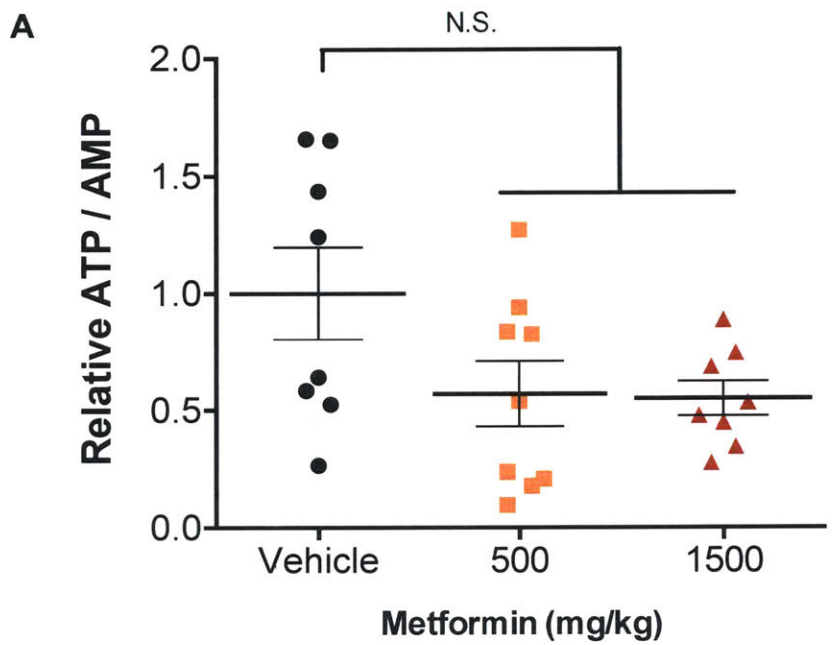 A
N.S.
Relative ATP / AMP
2.0
1.5
1.0
0.5
0.0
Vehicle 500 1500
Metformin (mg/kg)